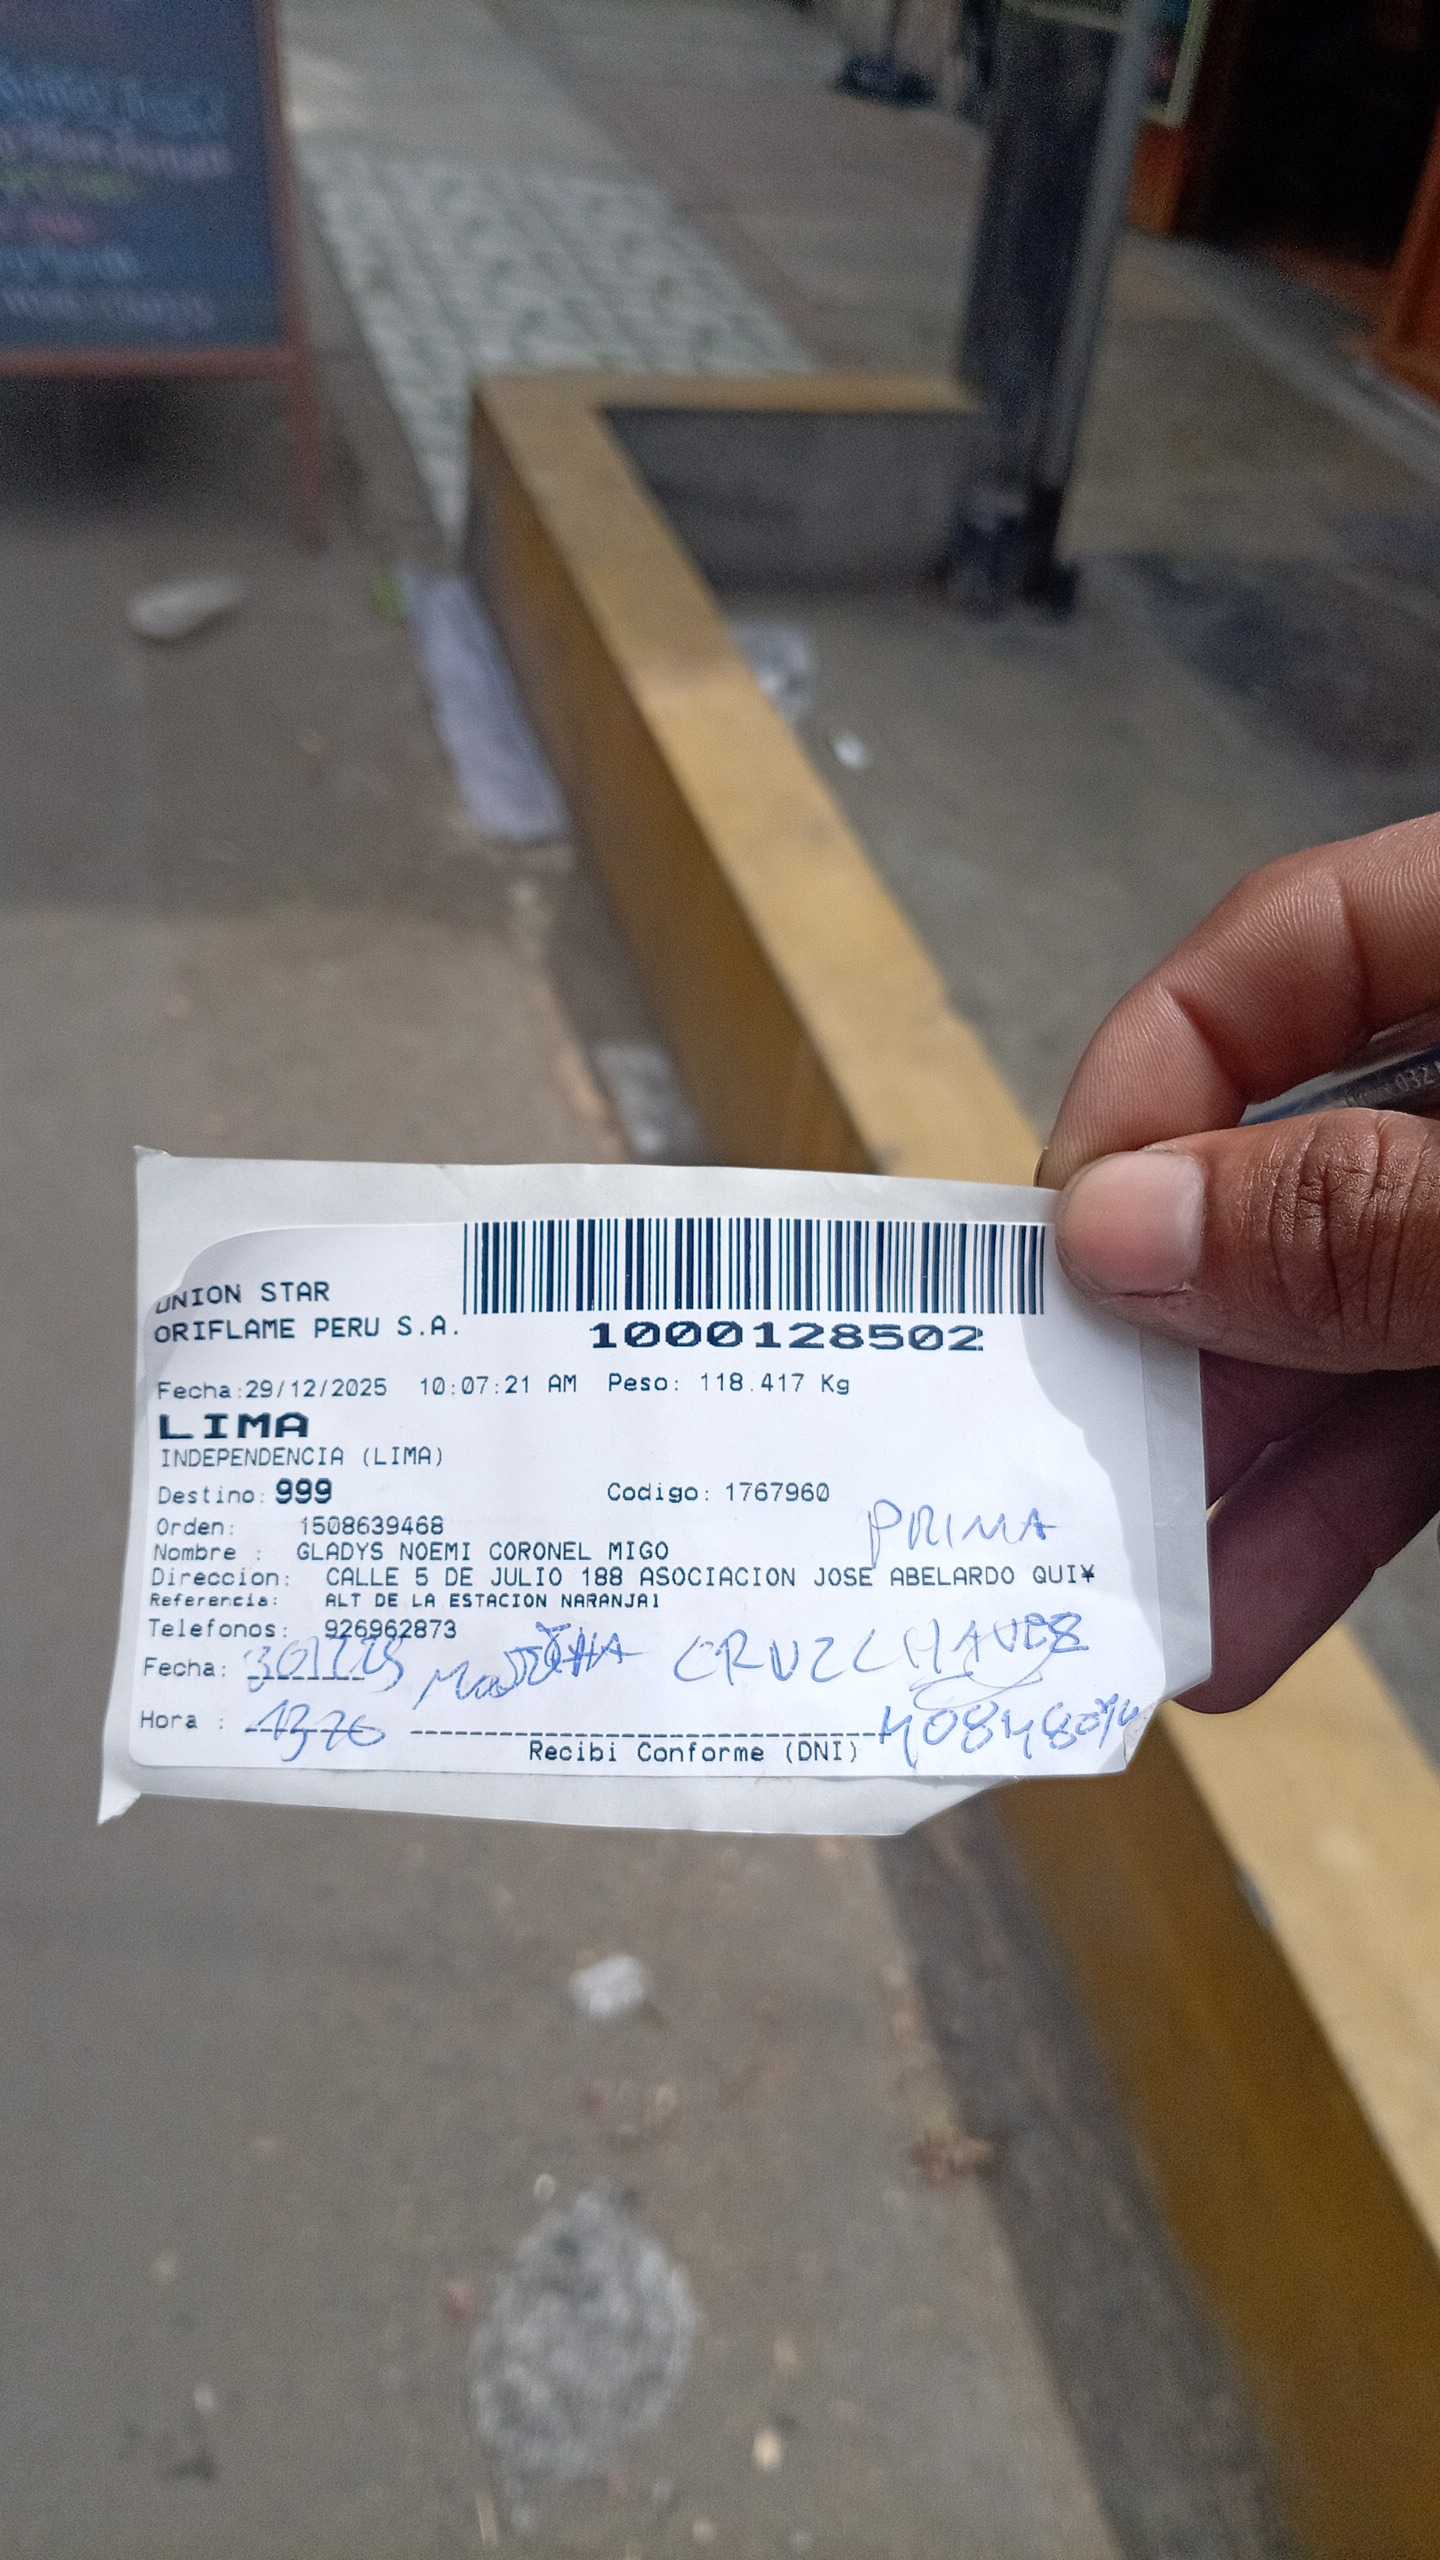 UNION STAR
ORIFLAME PERU S.A.
1000128502
Fecha:29/12/2025 10:07:21 AM Peso: 118.417 Kg
LIMA
INDEPENDENCIA (LIMA)
Destino: 999 Codigo: 1767960
PRIMA
Orden: 1508639468
Nombre : GLADYS NOEMI CORONEL MIGO
Direccion: CALLE 5 DE JULIO 188 ASOCIACION JOSE ABELARDO QUI¥
Referencia: ALT DE LA ESTACION NARANJAl
Telefonos: 926962873
Fecha: CRUZ CHAVEZ
Hora :
Recibi Conforme (DNI)